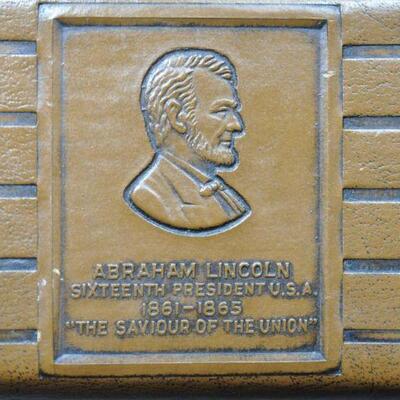 ABRAHAM LINCOLN
SIXTEENTH PRESIDENT U.S.A.
1861-1865
"THE SAVIOUR OF THE UNION"